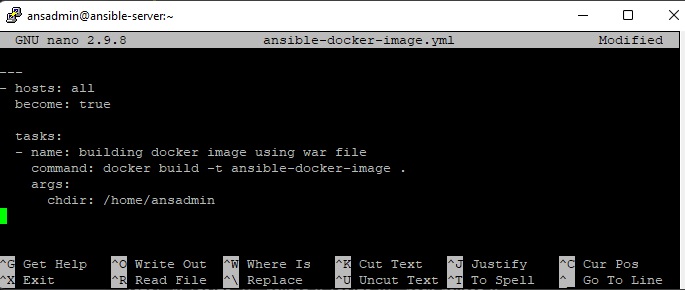 ansadmin@ansible-server:~
GNU nano 2.9.8 ansible-docker-image.yml Modified
---
- hosts: all
  become: true
  tasks:
  - name: building docker image using war file
    command: docker build -t ansible-docker-image .
    args:
      chdir: /home/ansadmin
^G Get Help ^O Write Out ^W Where Is ^K Cut Text ^J Justify ^C Cur Pos
^X Exit ^R Read File ^\ Replace ^U Uncut Text ^T To Spell ^_ Go To Line